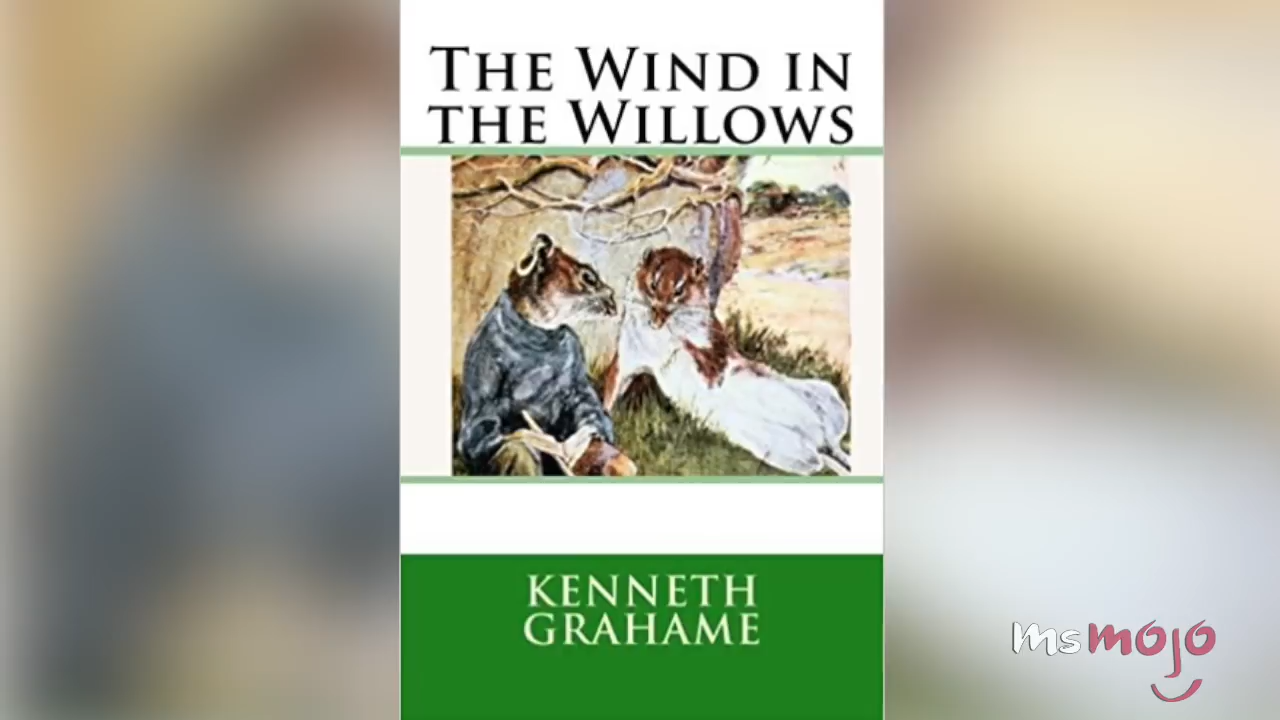 THE WIND IN
THE WILLOWS
KENNETH
GRAHAME
msmojo